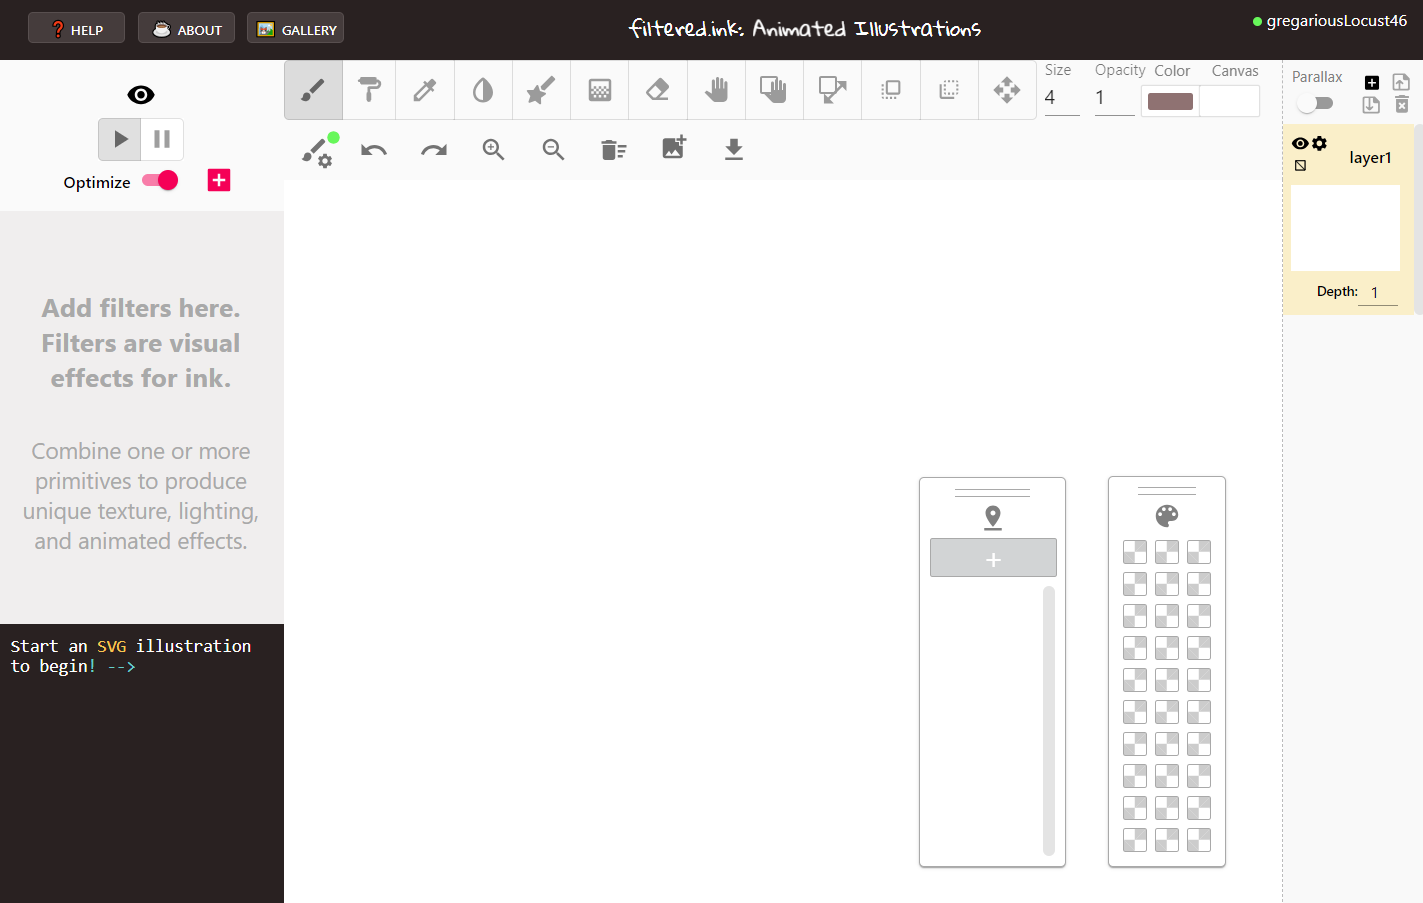 ❓ HELP
☕ ABOUT
🖼️ GALLERY
filtered.ink: Animated Illustrations
gregariousLocust46
Optimize
Size
4
Opacity
1
Color
Canvas
Parallax
layer1
Depth: 1
Add filters here.
Filters are visual
effects for ink.
Combine one or more
primitives to produce
unique texture, lighting,
and animated effects.
Start an SVG illustration
to begin! -->